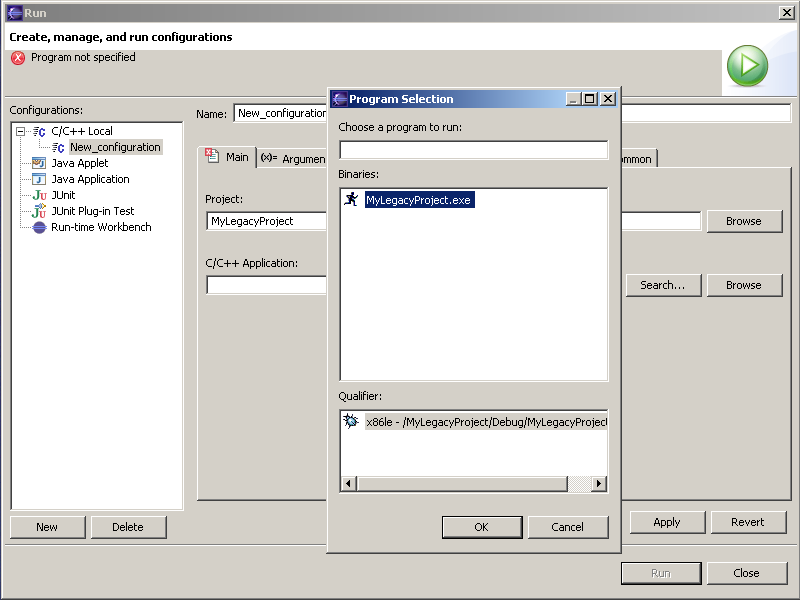 Run
Create, manage, and run configurations
Program not specified
Configurations:
C/C++ Local
New_configuration
Java Applet
Java Application
JUnit
JUnit Plug-in Test
Run-time Workbench
New
Delete
Name:
New_configuration
Main
(x)= Argumen
ommon
Project:
MyLegacyProject
Browse
C/C++ Application:
Search...
Browse
Apply
Revert
Run
Close
Program Selection
Choose a program to run:
Binaries:
MyLegacyProject.exe
Qualifier:
x86le - /MyLegacyProject/Debug/MyLegacyProject
OK
Cancel